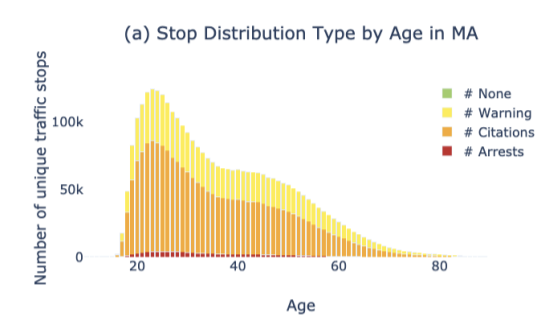 (a) Stop Distribution Type by Age in MA
Number of unique traffic stops
100k
50k
0
20
40
60
80
Age
# None
# Warning
# Citations
# Arrests